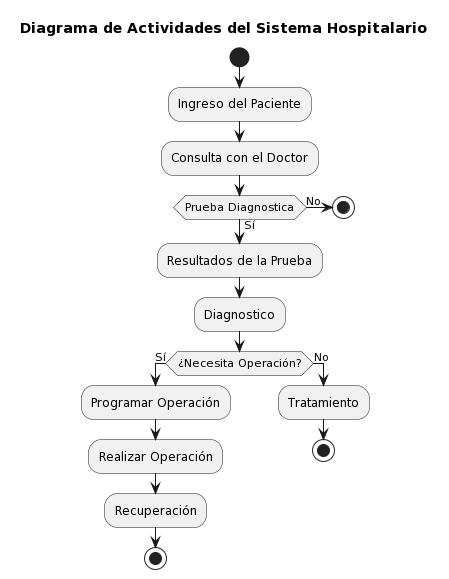 Diagrama de Actividades del Sistema Hospitalario
Ingreso del Paciente
Consulta con el Doctor
Prueba Diagnostica
No
Sí
Resultados de la Prueba
Diagnostico
Sí
¿Necesita Operación?
No
Programar Operación
Tratamiento
Realizar Operación
Recuperación